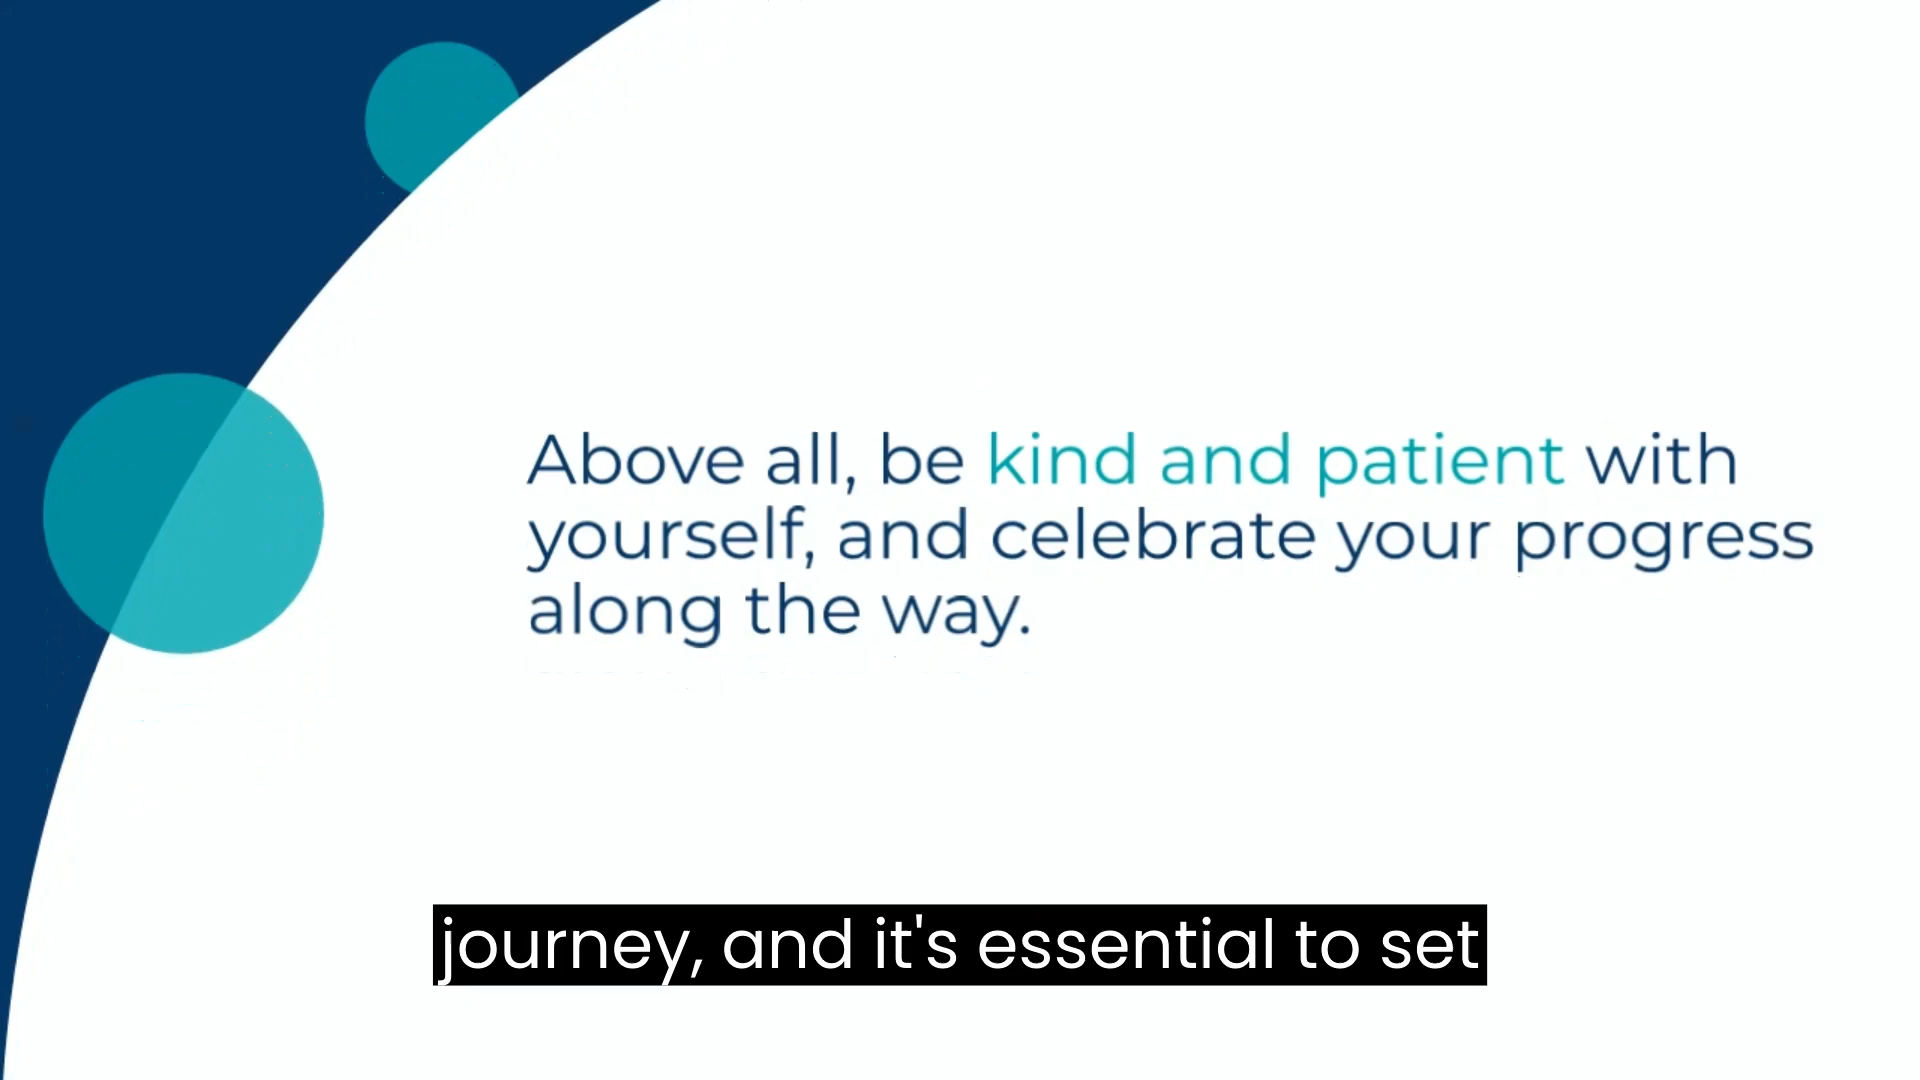 Above all, be kind and patient with
yourself, and celebrate your progress
along the way.
journey, and it's essential to set